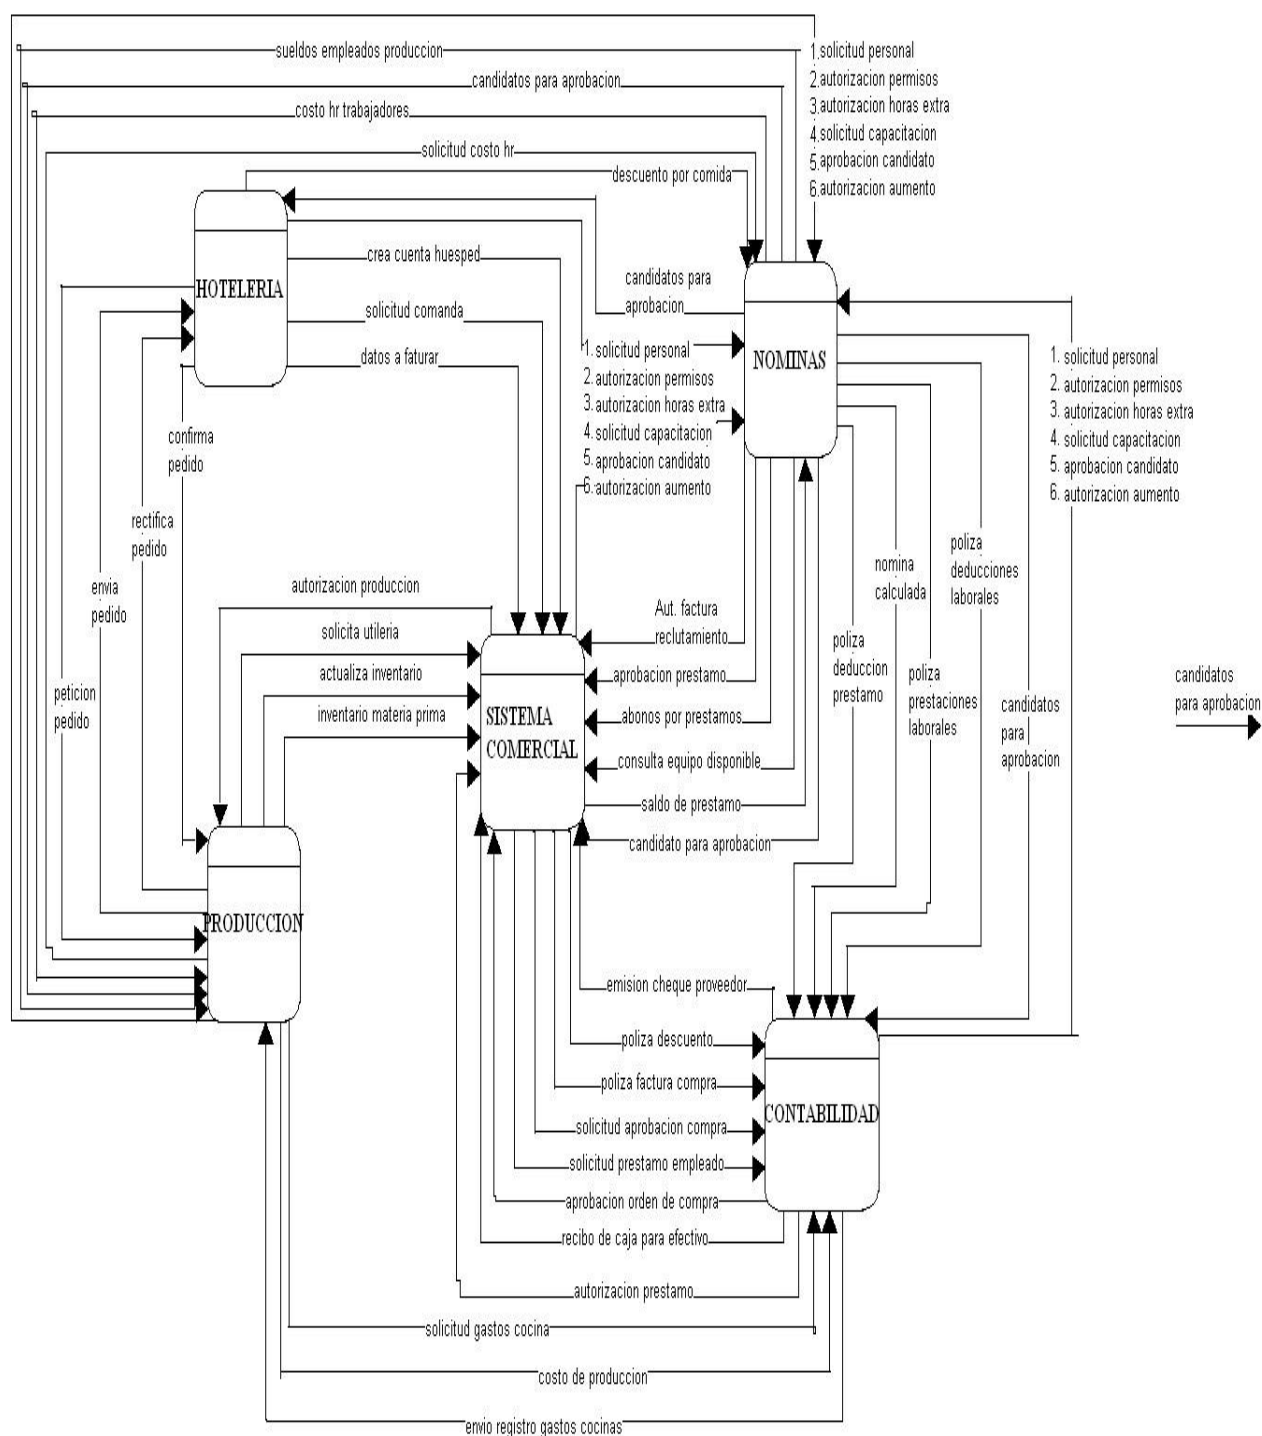 sueldos empleados produccion
candidatos para aprobacion
costo hr trabajadores
solicitud costo hr
descuento por comida
1. solicitud personal
2. autorizacion permisos
3. autorizacion horas extra
4. solicitud capacitacion
5. aprobacion candidato
6. autorizacion aumento
HOTELERIA
crea cuenta huesped
solicitud comanda
datos a faturar
candidatos para
aprobacion
NOMINAS
1. solicitud personal
2. autorizacion permisos
3. autorizacion horas extra
4. solicitud capacitacion
5. aprobacion candidato
6. autorizacion aumento
1. solicitud personal
2. autorizacion permisos
3. autorizacion horas extra
4. solicitud capacitacion
5. aprobacion candidato
6. autorizacion aumento
confirma
pedido
rectifica
pedido
envia
pedido
peticion
pedido
autorizacion produccion
solicita utileria
actualiza inventario
inventario materia prima
SISTEMA
COMERCIAL
Aut. factura
reclutamiento
aprobacion prestamo
abonos por prestamos
consulta equipo disponible
saldo de prestamo
candidato para aprobacion
poliza
deduccion
prestamo
nomina
calculada
poliza
prestaciones
laborales
poliza
deducciones
laborales
candidatos
para
aprobacion
candidatos
para aprobacion
PRODUCCION
emision cheque proveedor
poliza descuento
poliza factura compra
solicitud aprobacion compra
solicitud prestamo empleado
aprobacion orden de compra
recibo de caja para efectivo
autorizacion prestamo
CONTABILIDAD
solicitud gastos cocina
costo de produccion
envio registro gastos cocinas